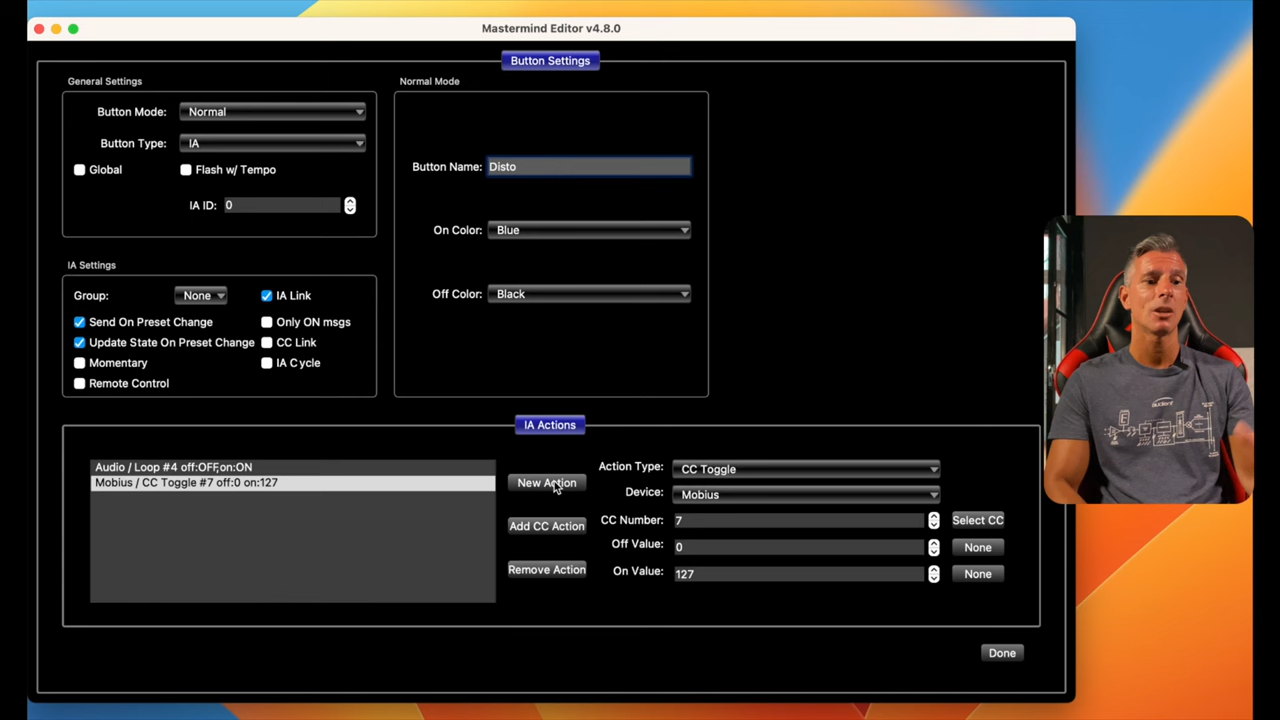 Mastermind Editor v4.8.0
Button Settings
General Settings
Button Mode: Normal
Button Type: IA
Global
Flash w/ Tempo
IA ID: 0
Normal Mode
Button Name: Disto
On Color: Blue
Off Color: Black
IA Settings
Group: None
IA Link
Send On Preset Change
Only ON msgs
Update State On Preset Change
CC Link
Momentary
IA Cycle
Remote Control
IA Actions
Audio / Loop #4 off:OFF,on:ON
Mobius / CC Toggle #7 off:0 on:127
New Action
Add CC Action
Remove Action
Action Type: CC Toggle
Device: Mobius
CC Number: 7 Select CC
Off Value: 0 None
On Value: 127 None
Done